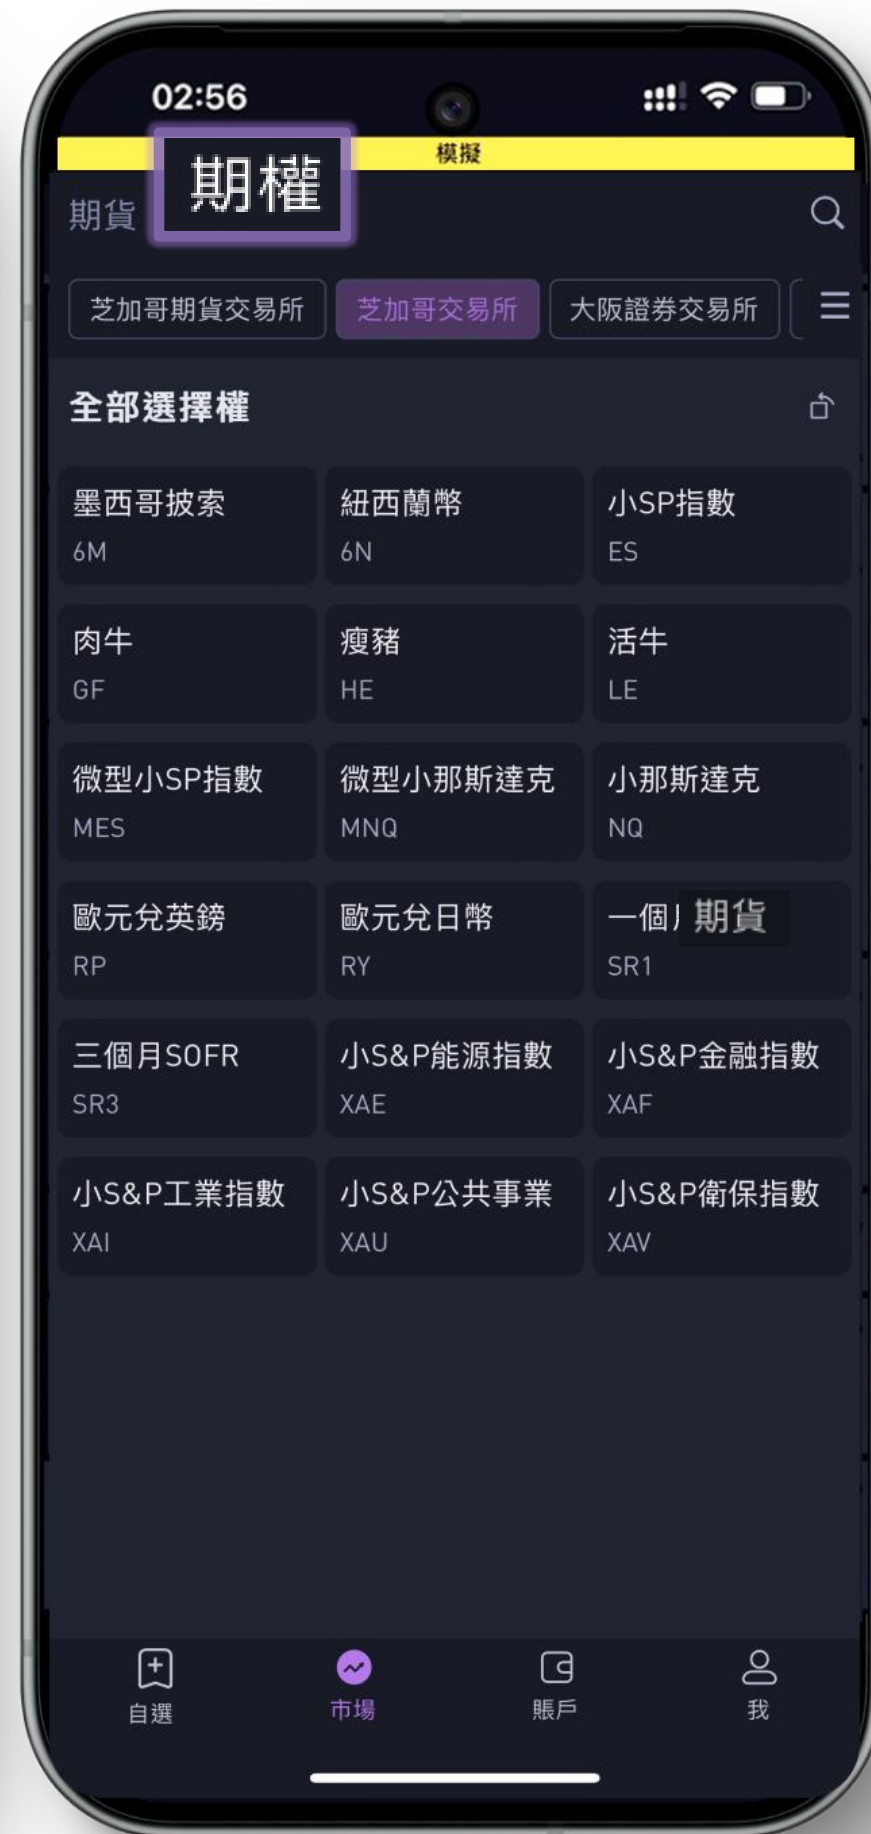 02:56
模擬
期貨 期權
芝加哥期貨交易所 芝加哥交易所 大阪證券交易所
全部選擇權
墨西哥披索 紐西蘭幣 小SP指數
6M 6N ES
肉牛 瘦豬 活牛
GF HE LE
微型小SP指數 微型小那斯達克 小那斯達克
MES MNQ NQ
歐元兌英鎊 歐元兌日幣 一個 期貨
RP RY SR1
三個月SOFR 小S&P能源指數 小S&P金融指數
SR3 XAE XAF
小S&P工業指數 小S&P公共事業 小S&P衛保指數
XAI XAU XAV
自選 市場 賬戶 我